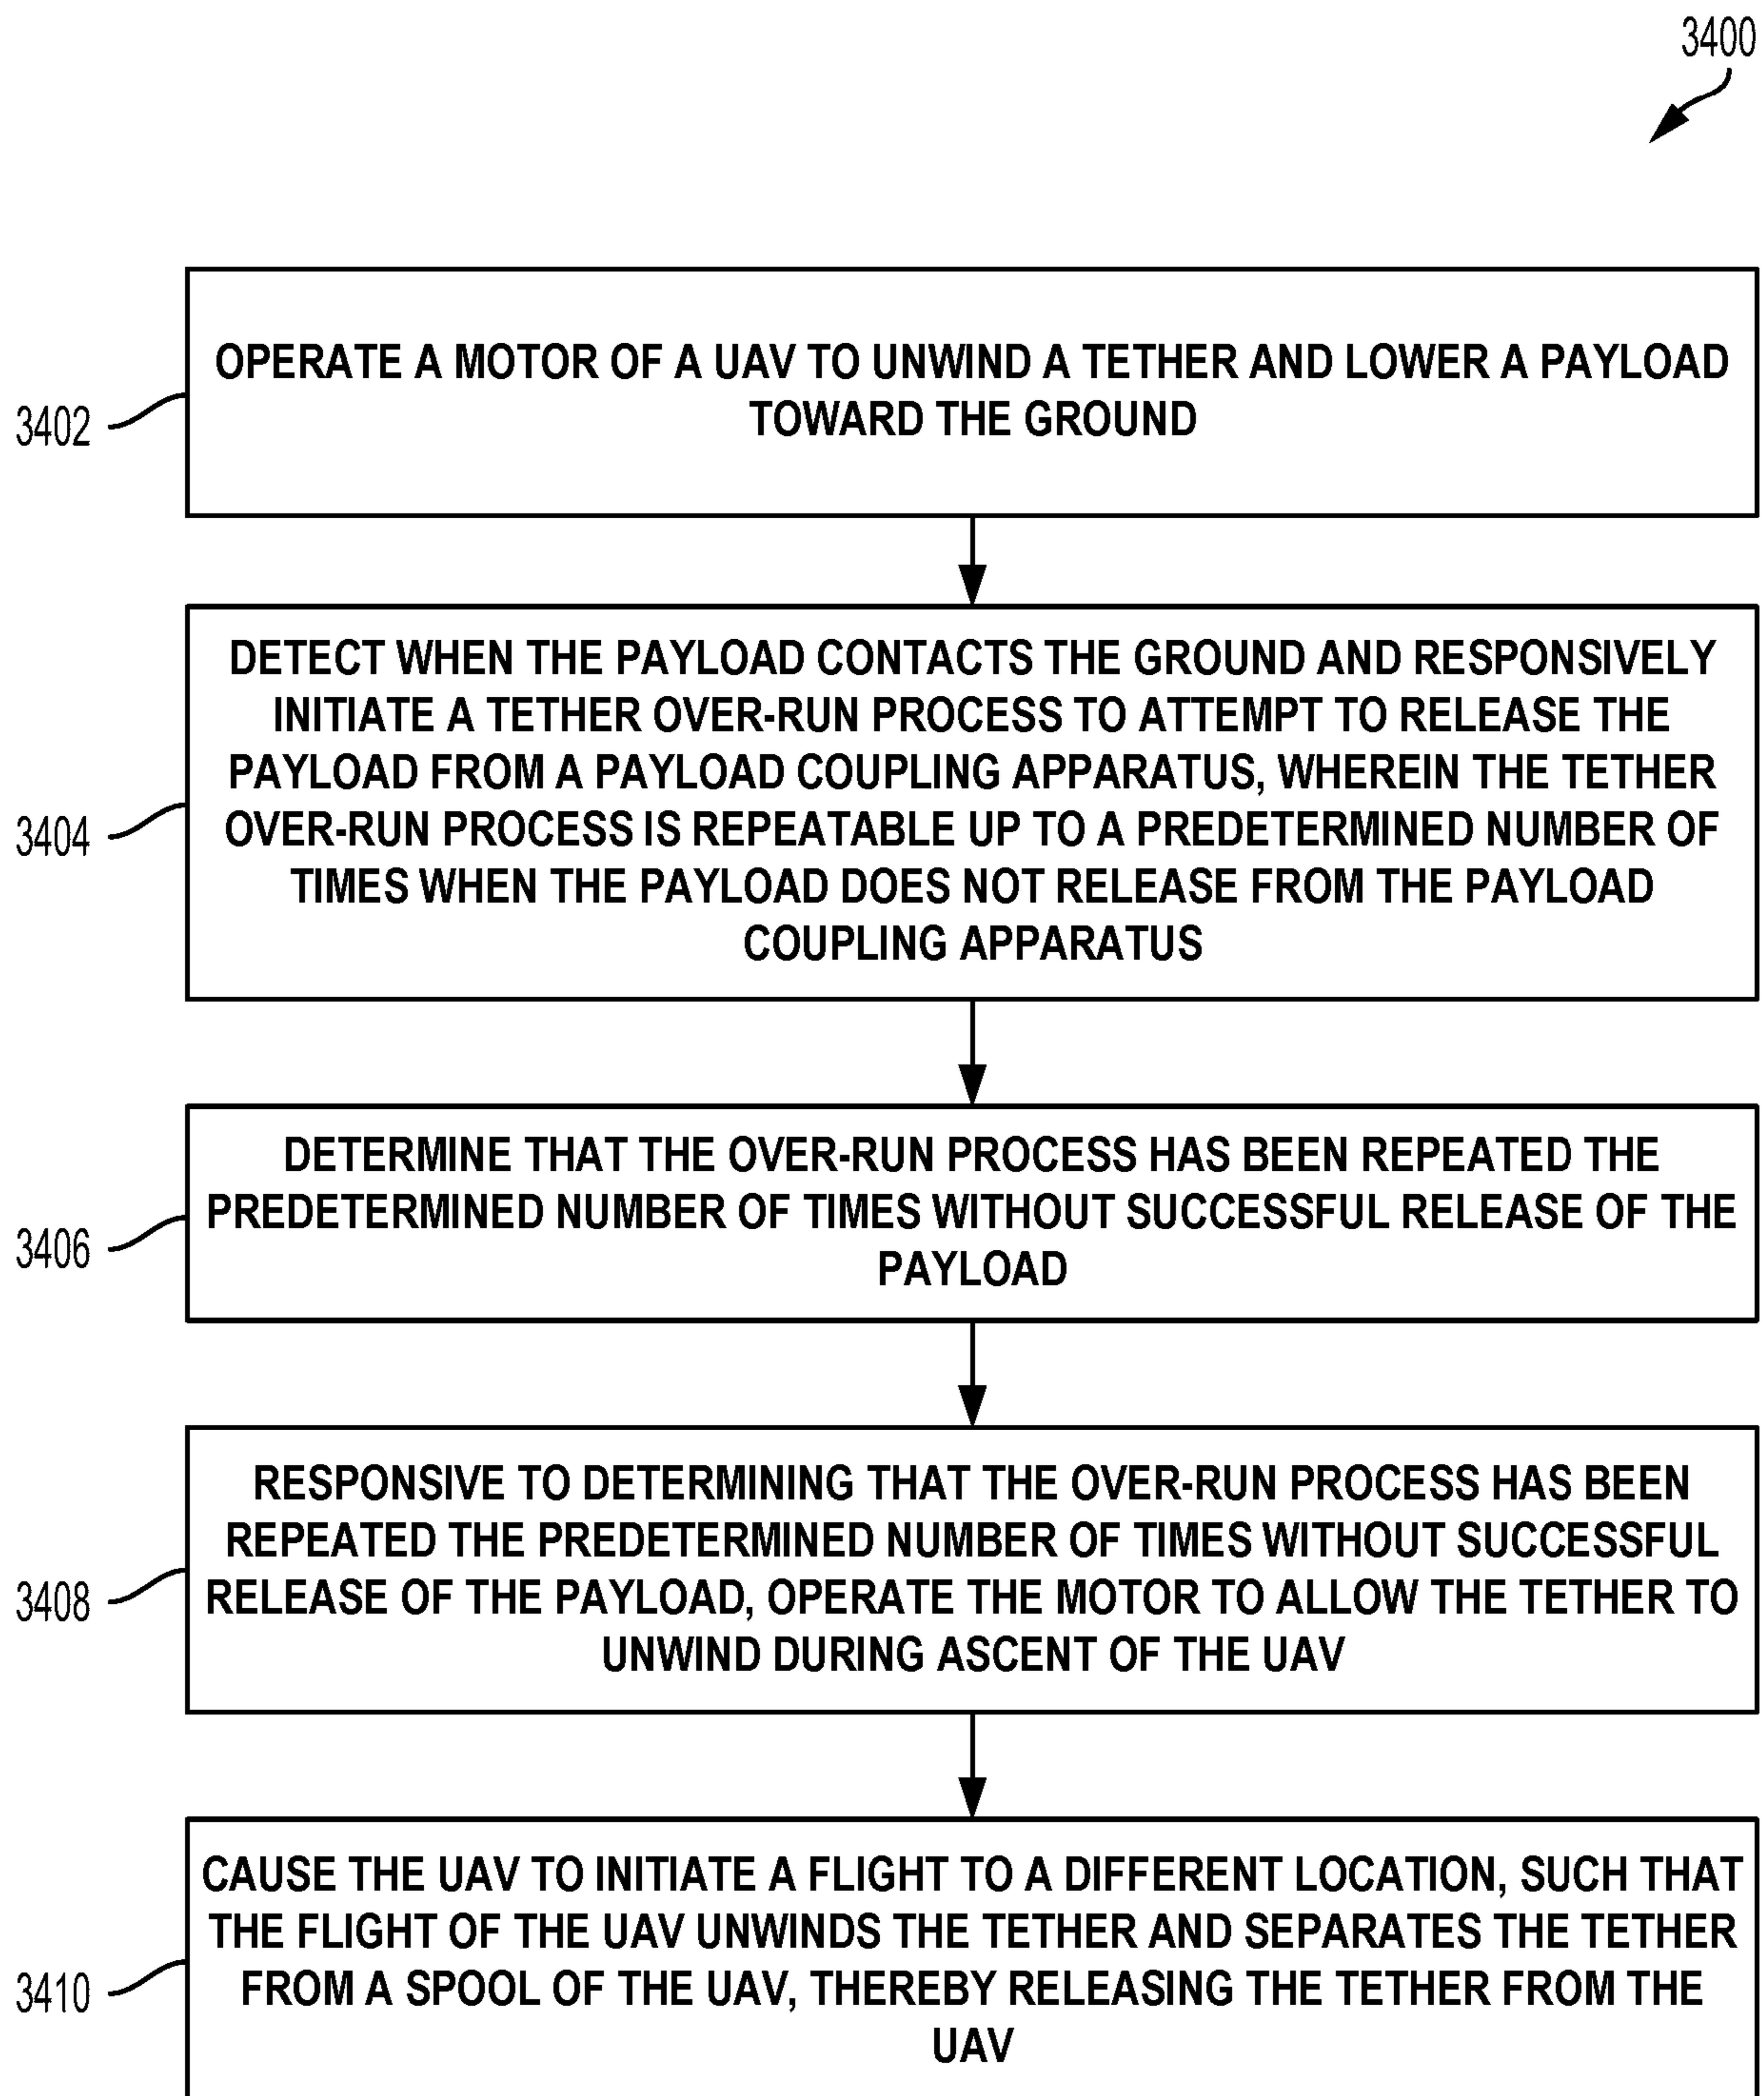 3400
OPERATE A MOTOR OF A UAV TO UNWIND A TETHER AND LOWER A PAYLOAD
TOWARD THE GROUND
3402
DETECT WHEN THE PAYLOAD CONTACTS THE GROUND AND RESPONSIVELY
INITIATE A TETHER OVER-RUN PROCESS TO ATTEMPT TO RELEASE THE
PAYLOAD FROM A PAYLOAD COUPLING APPARATUS, WHEREIN THE TETHER
OVER-RUN PROCESS IS REPEATABLE UP TO A PREDETERMINED NUMBER OF
TIMES WHEN THE PAYLOAD DOES NOT RELEASE FROM THE PAYLOAD
COUPLING APPARATUS
3404
DETERMINE THAT THE OVER-RUN PROCESS HAS BEEN REPEATED THE
PREDETERMINED NUMBER OF TIMES WITHOUT SUCCESSFUL RELEASE OF THE
PAYLOAD
3406
RESPONSIVE TO DETERMINING THAT THE OVER-RUN PROCESS HAS BEEN
REPEATED THE PREDETERMINED NUMBER OF TIMES WITHOUT SUCCESSFUL
RELEASE OF THE PAYLOAD, OPERATE THE MOTOR TO ALLOW THE TETHER TO
UNWIND DURING ASCENT OF THE UAV
3408
CAUSE THE UAV TO INITIATE A FLIGHT TO A DIFFERENT LOCATION, SUCH THAT
THE FLIGHT OF THE UAV UNWINDS THE TETHER AND SEPARATES THE TETHER
FROM A SPOOL OF THE UAV, THEREBY RELEASING THE TETHER FROM THE
UAV
3410